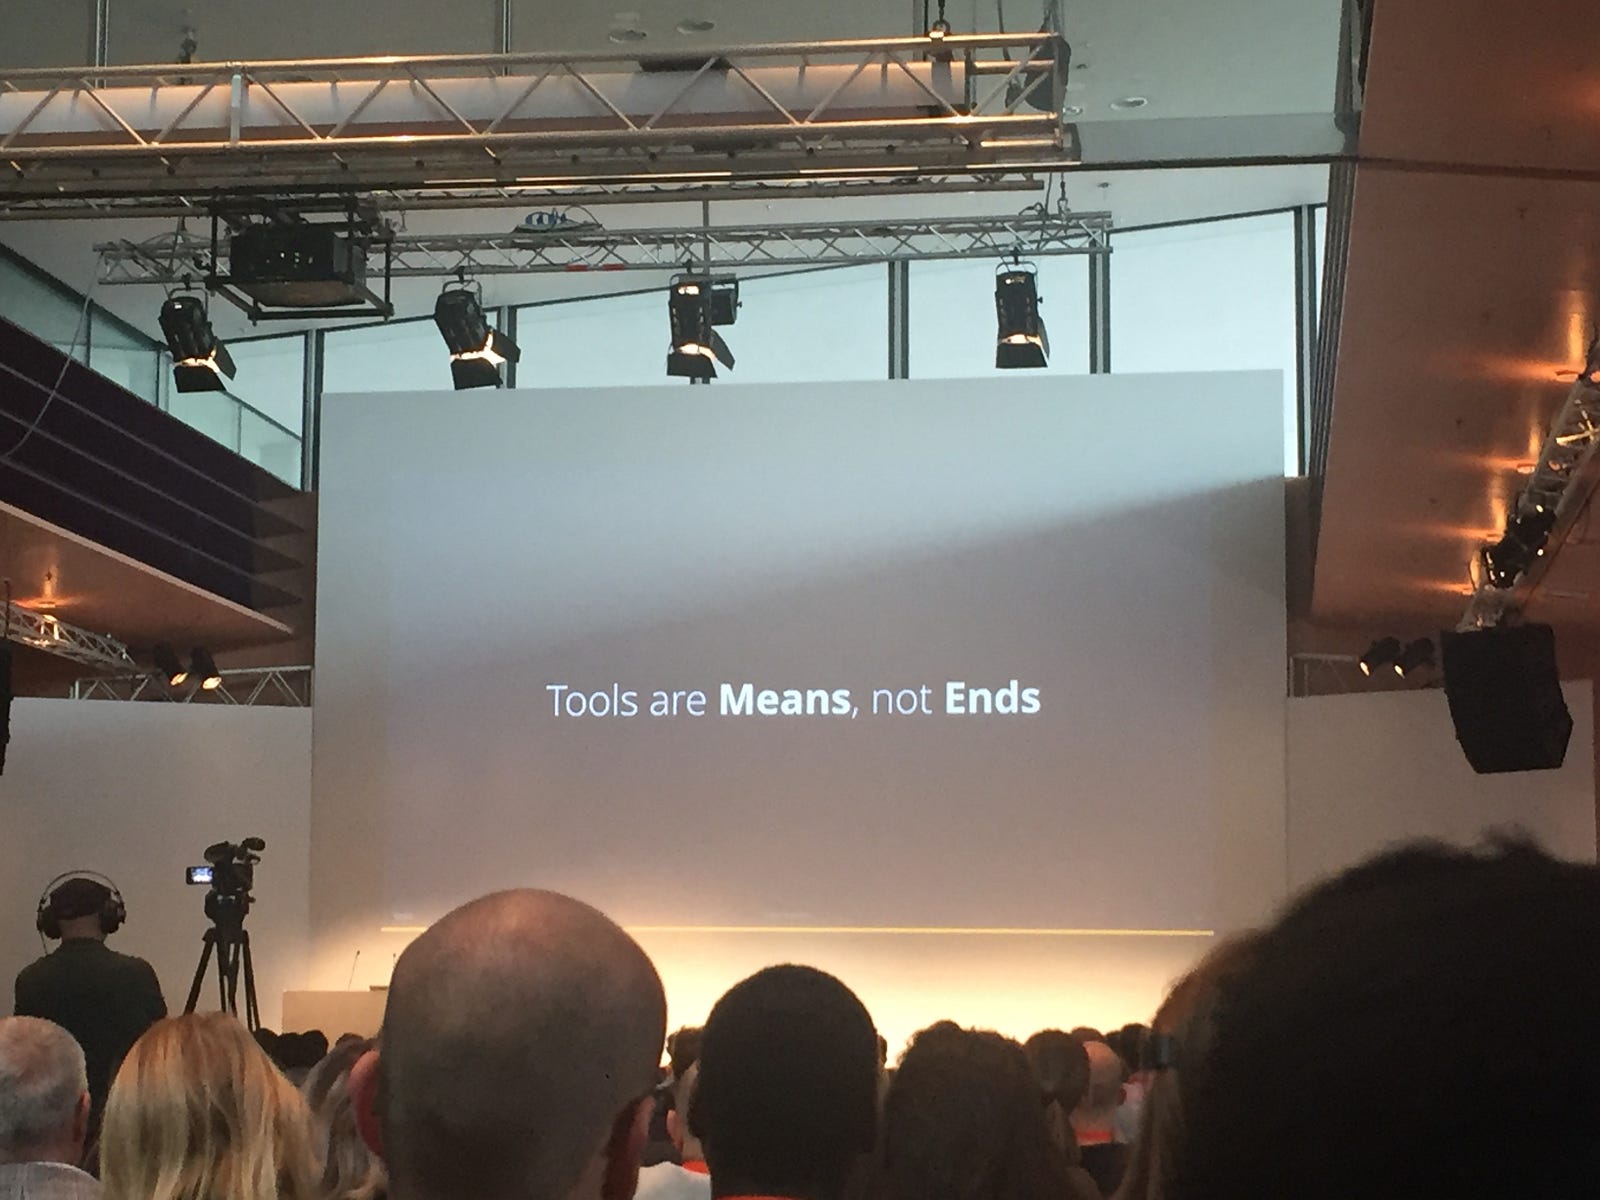 Tools are Means, not Ends